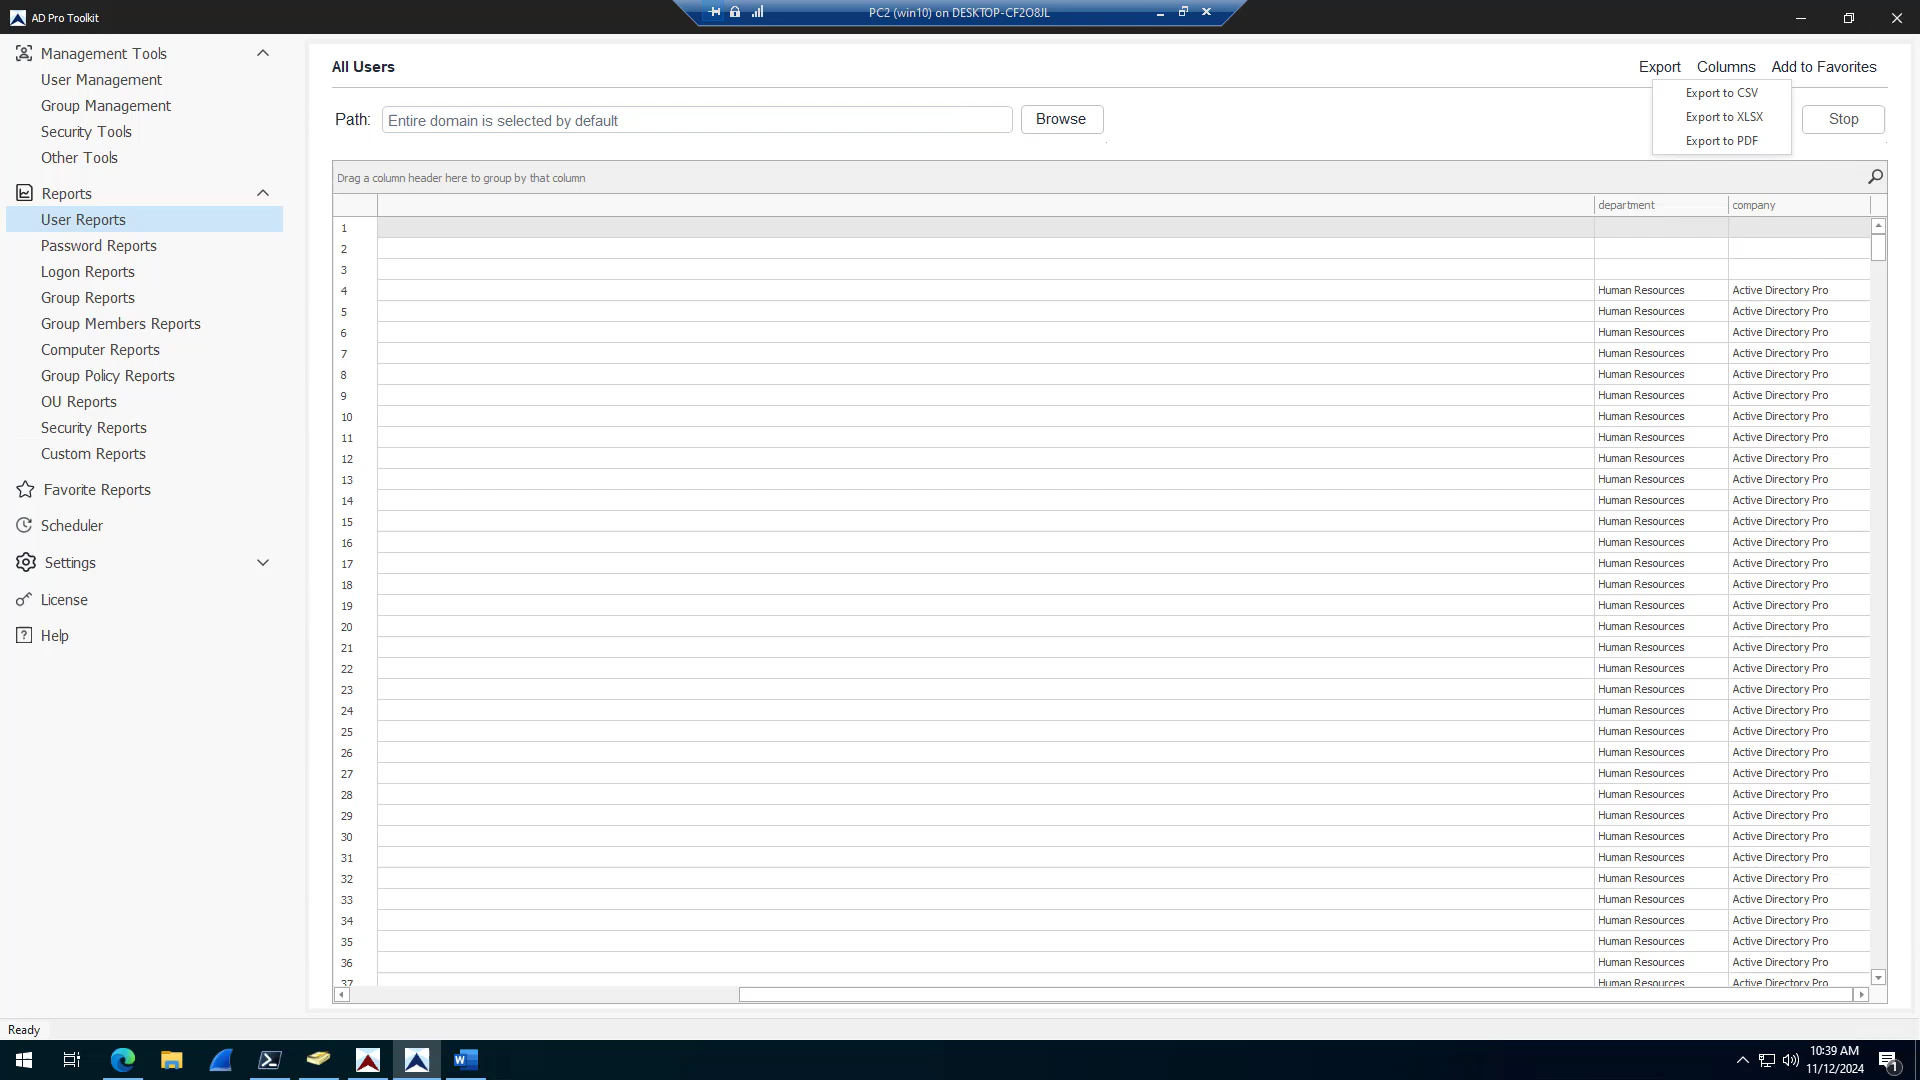 AD Pro Toolkit
PC2 (win10) on DESKTOP-CF2O8JL
Management Tools
User Management
Group Management
Security Tools
Other Tools
Reports
User Reports
Password Reports
Logon Reports
Group Reports
Group Members Reports
Computer Reports
Group Policy Reports
OU Reports
Security Reports
Custom Reports
Favorite Reports
Scheduler
Settings
License
Help
All Users
Export Columns Add to Favorites
Export to CSV
Export to XLSX
Export to PDF
Path: Entire domain is selected by default Browse Stop
Drag a column header here to group by that column
department company
1
2
3
4 Human Resources Active Directory Pro
5 Human Resources Active Directory Pro
6 Human Resources Active Directory Pro
7 Human Resources Active Directory Pro
8 Human Resources Active Directory Pro
9 Human Resources Active Directory Pro
10 Human Resources Active Directory Pro
11 Human Resources Active Directory Pro
12 Human Resources Active Directory Pro
13 Human Resources Active Directory Pro
14 Human Resources Active Directory Pro
15 Human Resources Active Directory Pro
16 Human Resources Active Directory Pro
17 Human Resources Active Directory Pro
18 Human Resources Active Directory Pro
19 Human Resources Active Directory Pro
20 Human Resources Active Directory Pro
21 Human Resources Active Directory Pro
22 Human Resources Active Directory Pro
23 Human Resources Active Directory Pro
24 Human Resources Active Directory Pro
25 Human Resources Active Directory Pro
26 Human Resources Active Directory Pro
27 Human Resources Active Directory Pro
28 Human Resources Active Directory Pro
29 Human Resources Active Directory Pro
30 Human Resources Active Directory Pro
31 Human Resources Active Directory Pro
32 Human Resources Active Directory Pro
33 Human Resources Active Directory Pro
34 Human Resources Active Directory Pro
35 Human Resources Active Directory Pro
36 Human Resources Active Directory Pro
37 Human Resources Active Directory Pro
Ready
10:39 AM
11/12/2024
1